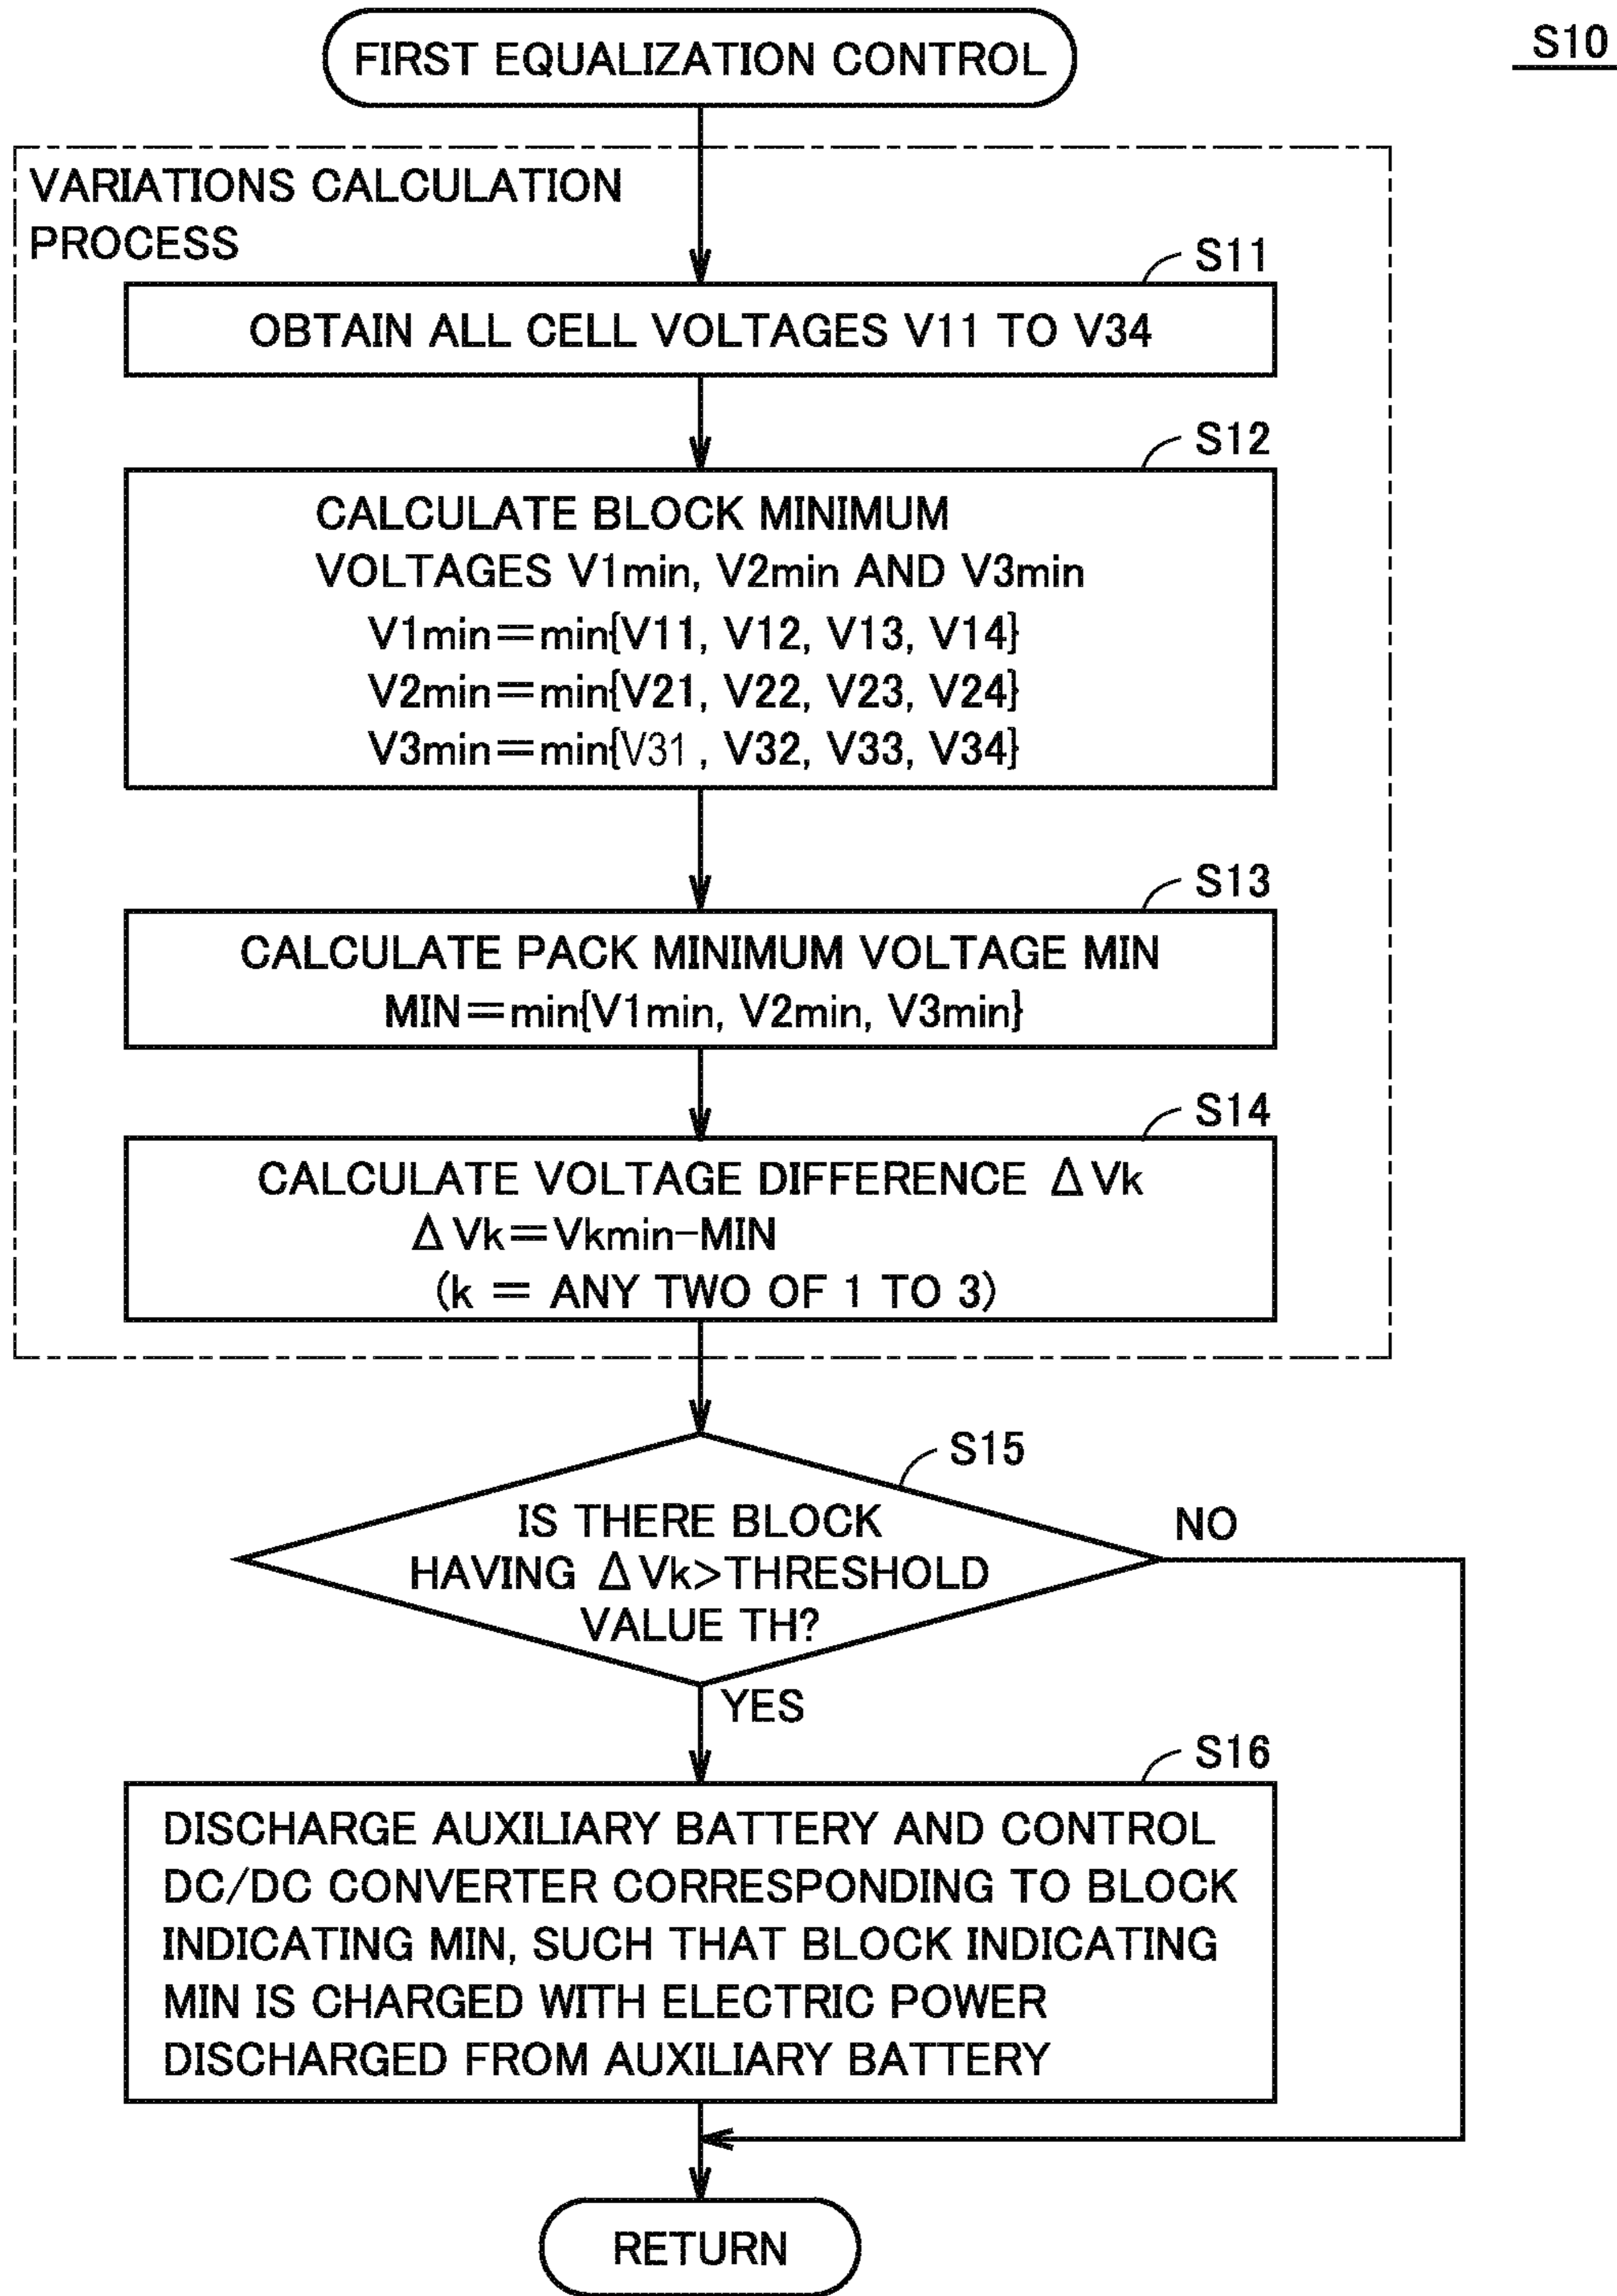 FIRST EQUALIZATION CONTROL
S10
VARIATIONS CALCULATION
PROCESS
S11
OBTAIN ALL CELL VOLTAGES V11 TO V34
S12
CALCULATE BLOCK MINIMUM
VOLTAGES V1min, V2min AND V3min
V1min=min{V11, V12, V13, V14}
V2min=min{V21, V22, V23, V24}
V3min=min{V31 , V32, V33, V34}
S13
CALCULATE PACK MINIMUM VOLTAGE MIN
MIN=min{V1min, V2min, V3min}
S14
CALCULATE VOLTAGE DIFFERENCE ΔVk
ΔVk=Vkmin-MIN
(k = ANY TWO OF 1 TO 3)
S15
IS THERE BLOCK
HAVING ΔVk>THRESHOLD
VALUE TH?
NO
YES
S16
DISCHARGE AUXILIARY BATTERY AND CONTROL
DC/DC CONVERTER CORRESPONDING TO BLOCK
INDICATING MIN, SUCH THAT BLOCK INDICATING
MIN IS CHARGED WITH ELECTRIC POWER
DISCHARGED FROM AUXILIARY BATTERY
RETURN